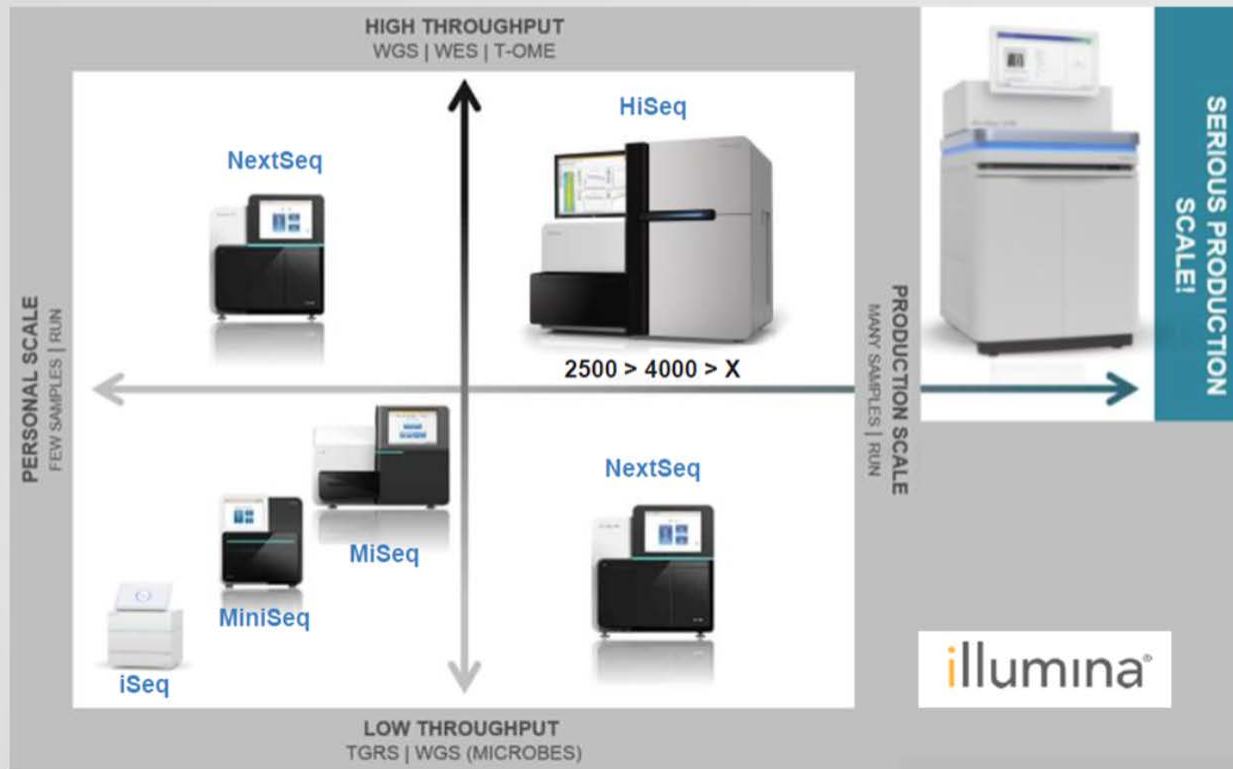 HIGH THROUGHPUT
WGS | WES | T-OME
HiSeq
NextSeq
SERIOUS PRODUCTION
SCALE!
PERSONAL SCALE
FEW SAMPLES | RUN
2500 > 4000 > X
PRODUCTION SCALE
MANY SAMPLES | RUN
NextSeq
MiSeq
MiniSeq
iSeq
illumina®
LOW THROUGHPUT
TGRS | WGS (MICROBES)